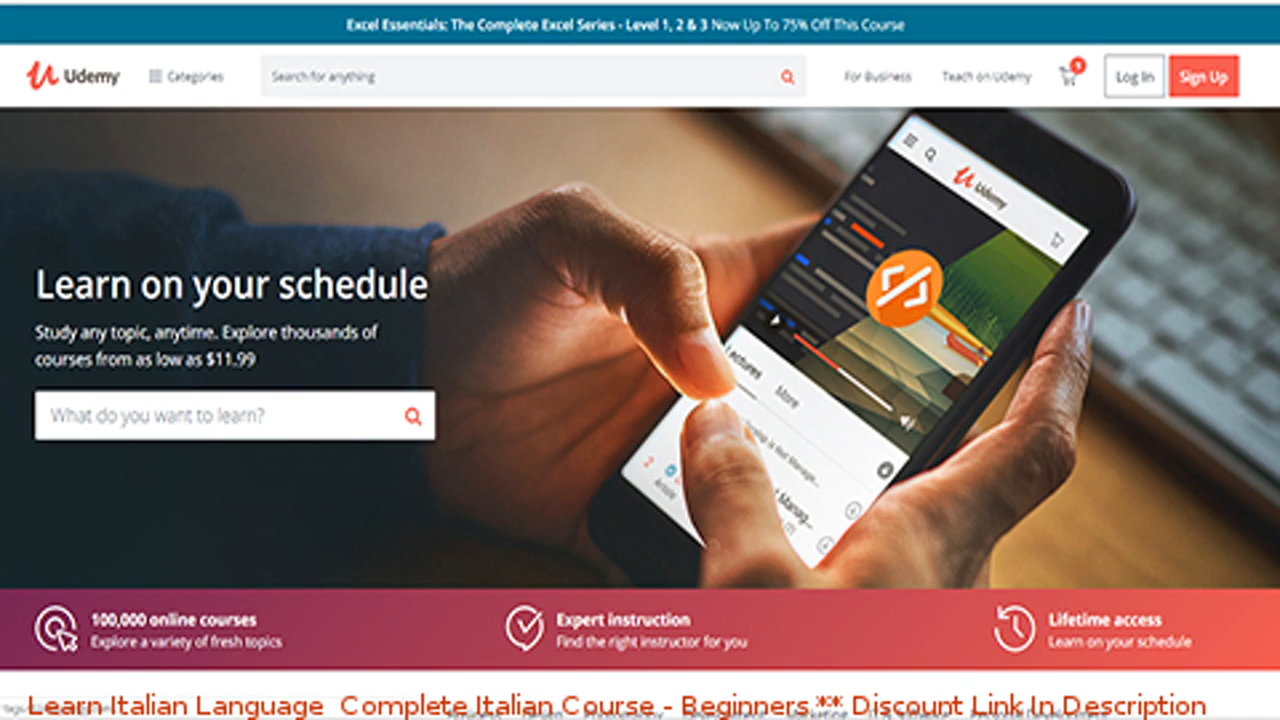 Excel Essentials: The Complete Excel Series - Level 1, 2 & 3 Now Up To 75% Off This Course
Udemy
Categories
Search for anything
For Business
Teach on Udemy
Log In
Sign Up
Udemy
Learn on your schedule
Study any topic, anytime. Explore thousands of
courses from as low as $11.99
What do you want to learn?
Lectures
More
100,000 online courses
Explore a variety of fresh topics
Expert instruction
Find the right instructor for you
Lifetime access
Learn on your schedule
Learn Italian Language Complete Italian Course - Beginners ** Discount Link In Description